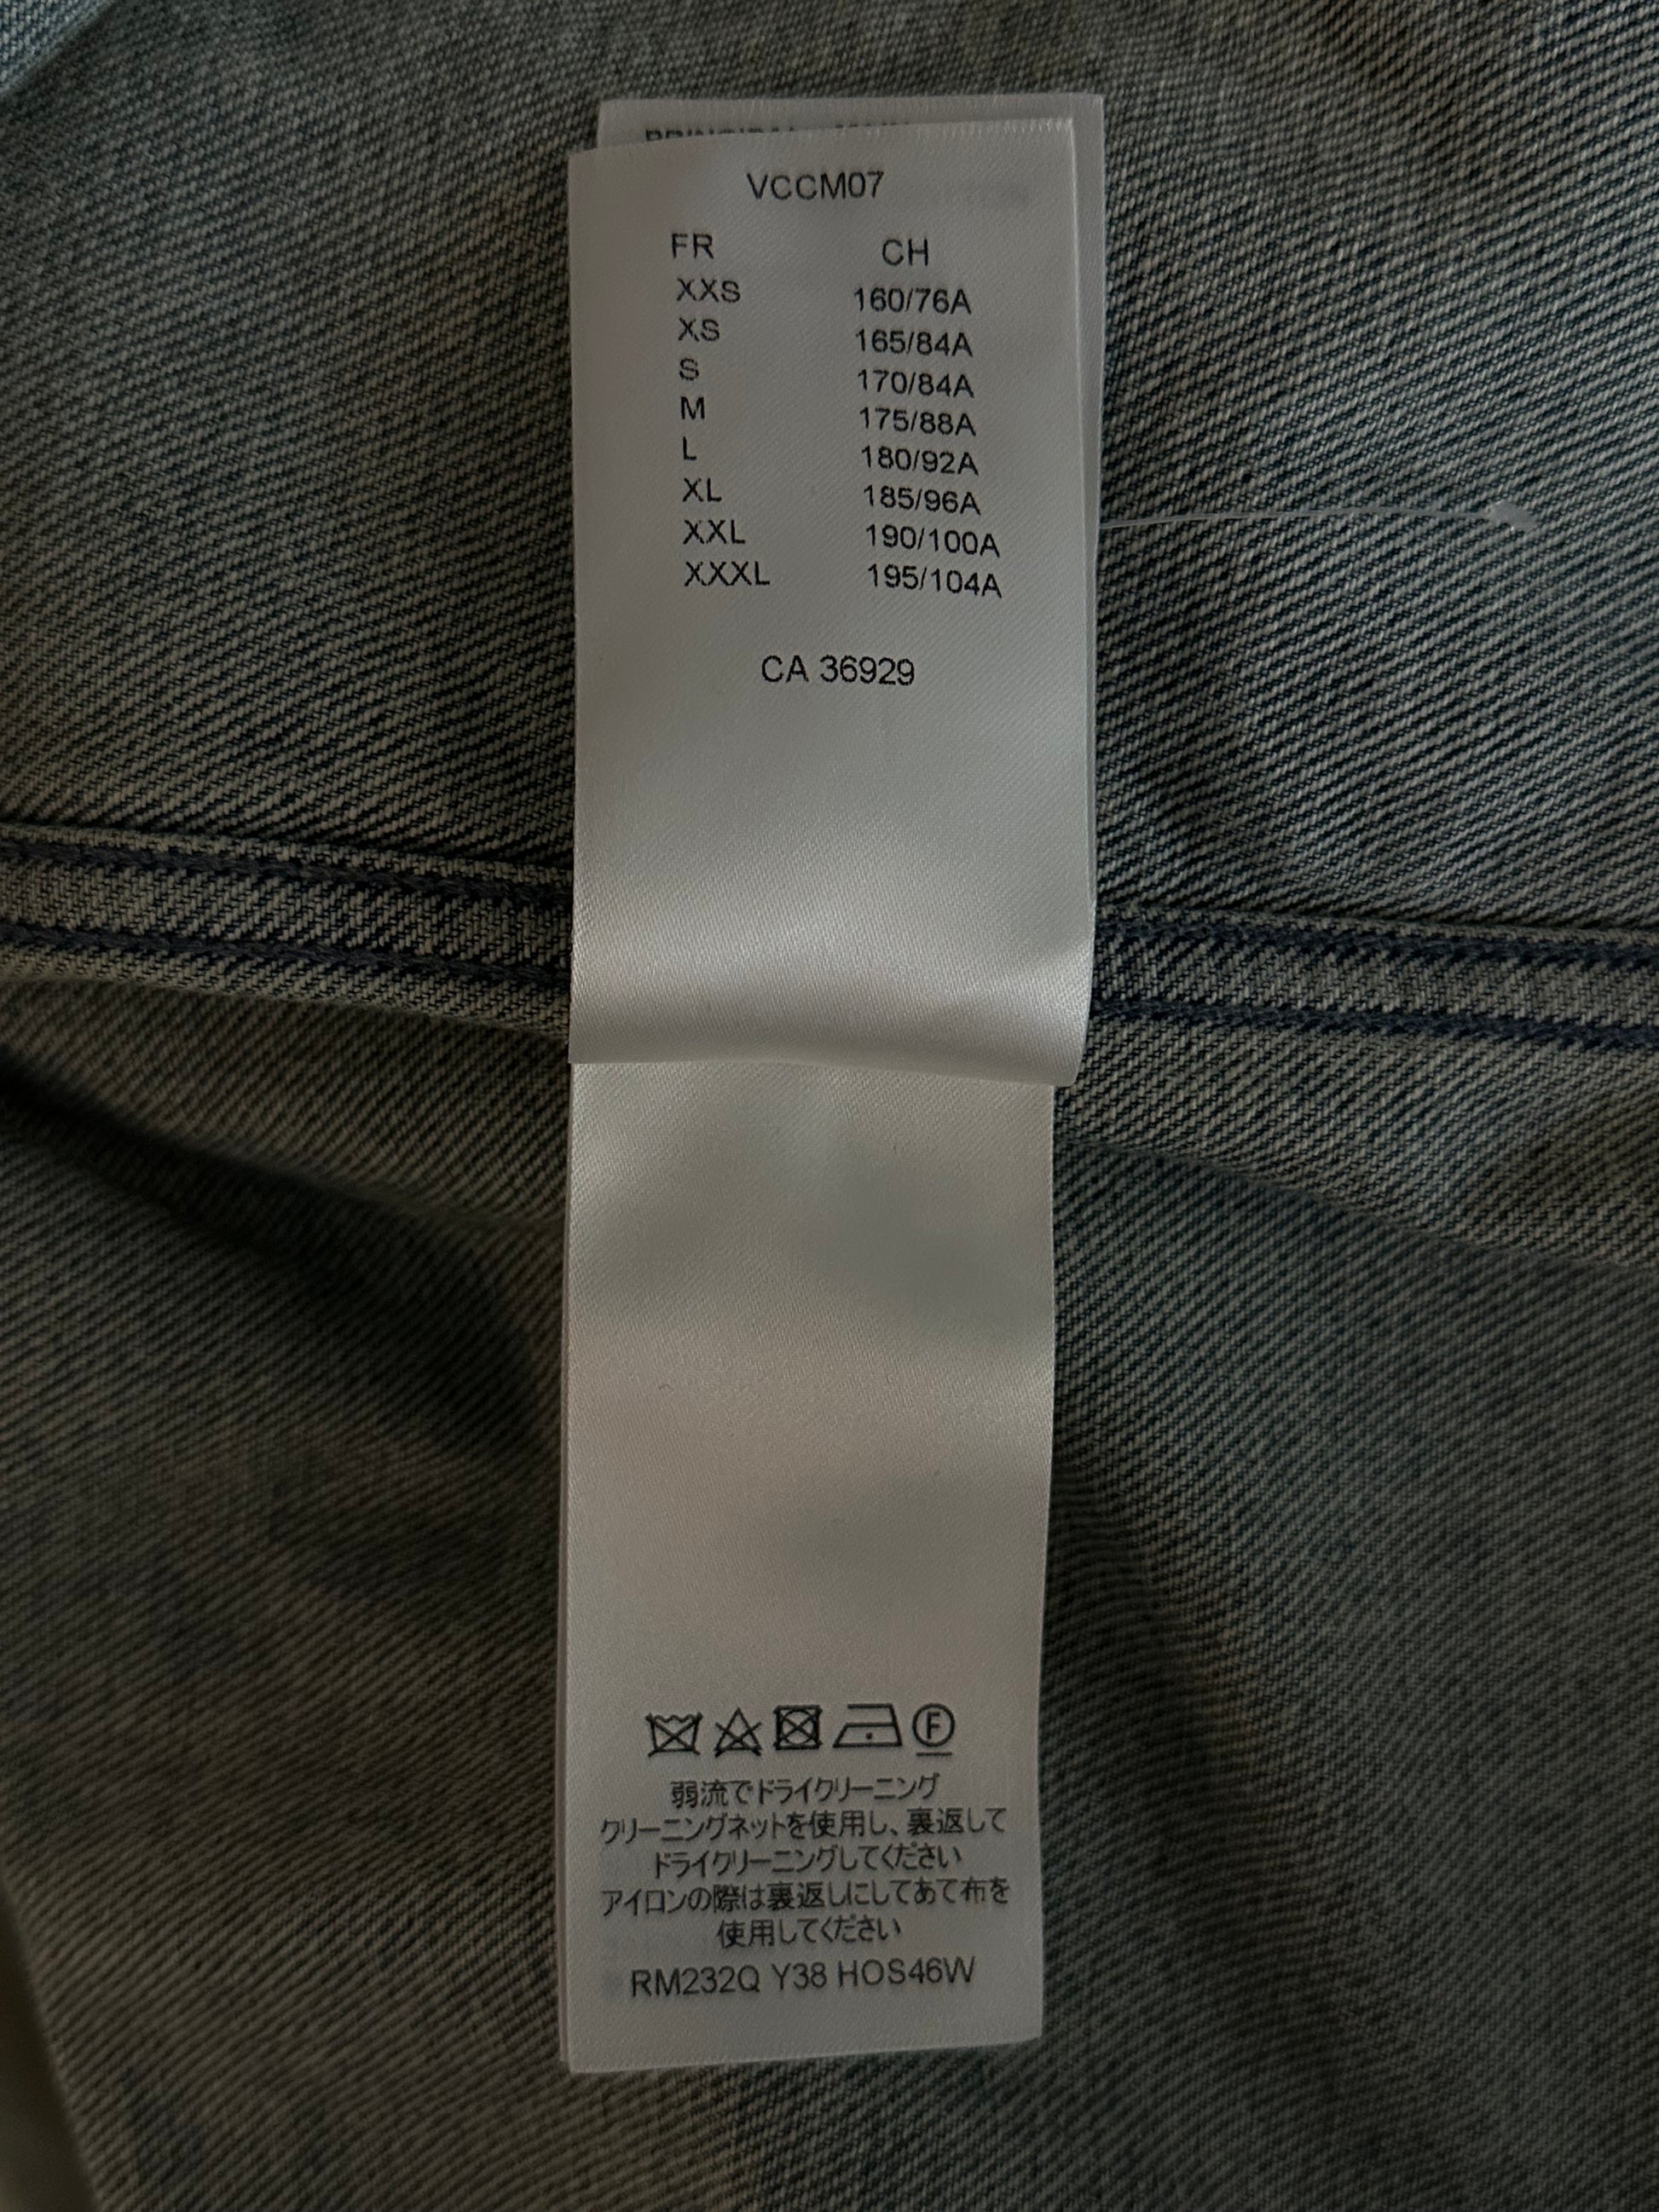 VCCM07
FR CH
XXS 160/76A
XS 165/84A
S 170/84A
M 175/88A
L 180/92A
XL 185/96A
XXL 190/100A
XXXL 195/104A
CA 36929
F
弱流でドライクリーニング
クリーニングネットを使用し、裏返して
ドライクリーニングしてください
アイロンの際は裏返しにしてあて布を
使用してください
RM232Q Y38 HOS46W